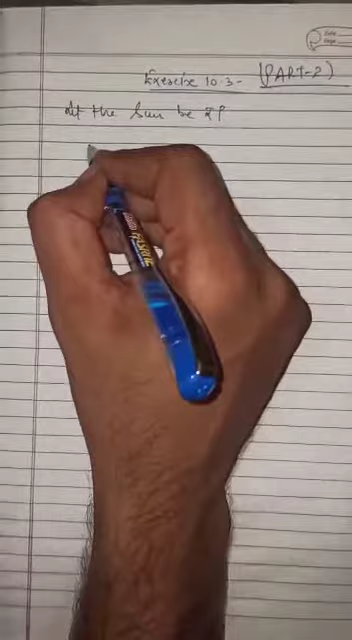 Exercise 10.3- (PART-2)
Let the Sum be ₹P